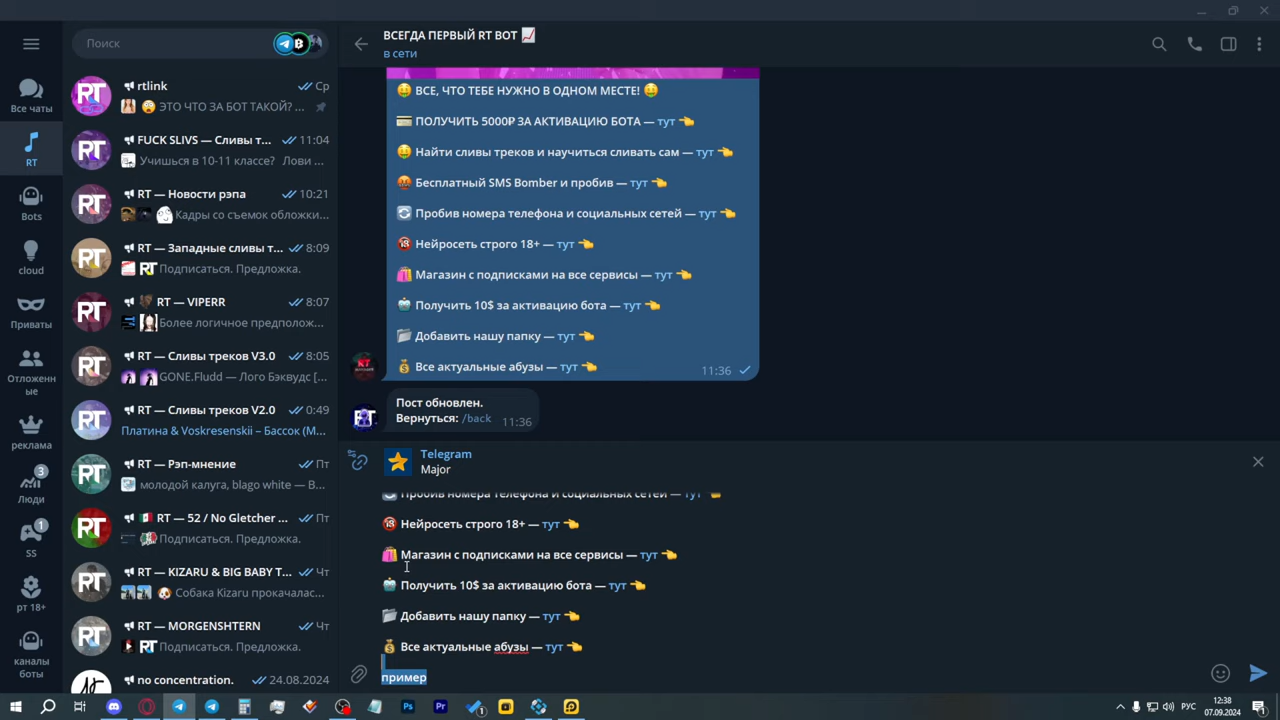 Поиск
Все чаты
RT
Bots
cloud
Приваты
Отложенн
ые
реклама
3
Люди
1
SS
рт 18+
каналы
боты
rtlink
Ср
ЭТО ЧТО ЗА БОТ ТАКОЙ? ...
FUCK SLIVS — Сливы т...
11:04
Учишься в 10-11 классе? Лови ...
RT — Новости рэпа
10:21
Кадры со съемок обложки...
RT — Западные сливы т...
8:09
Подписаться. Предложка.
RT — VIPERR
8:07
Более логичное предполож...
RT — Сливы треков V3.0
8:05
GONE.Fludd — Лого Бэквудс [...
RT — Сливы треков V2.0
0:49
Платина & Voskresenskii – Бассок (M...
RT — Рэп-мнение
Пт
молодой калуга, blago white — В...
RT — 52 / No Gletcher ...
Пт
Подписаться. Предложка.
RT — KIZARU & BIG BABY T...
Чт
Собака Kizaru прокачалас...
RT — MORGENSHTERN
Чт
Подписаться. Предложка.
no concentration.
24.08.2024
ВСЕГДА ПЕРВЫЙ RT BOT
в сети
ВСЕ, ЧТО ТЕБЕ НУЖНО В ОДНОМ МЕСТЕ!
ПОЛУЧИТЬ 5000₽ ЗА АКТИВАЦИЮ БОТА — тут
Найти сливы треков и научиться сливать сам — тут
Бесплатный SMS Bomber и пробив — тут
Пробив номера телефона и социальных сетей — тут
Нейросеть строго 18+ — тут
Магазин с подписками на все сервисы — тут
Получить 10$ за активацию бота — тут
Добавить нашу папку — тут
Все актуальные абузы — тут
11:36
Пост обновлен.
Вернуться: /back
11:36
Telegram
Major
Пробив номера телефона и социальных сетей — тут
Нейросеть строго 18+ — тут
Магазин с подписками на все сервисы — тут
Получить 10$ за активацию бота — тут
Добавить нашу папку — тут
Все актуальные абузы — тут
пример
РУС
12:38
07.09.2024